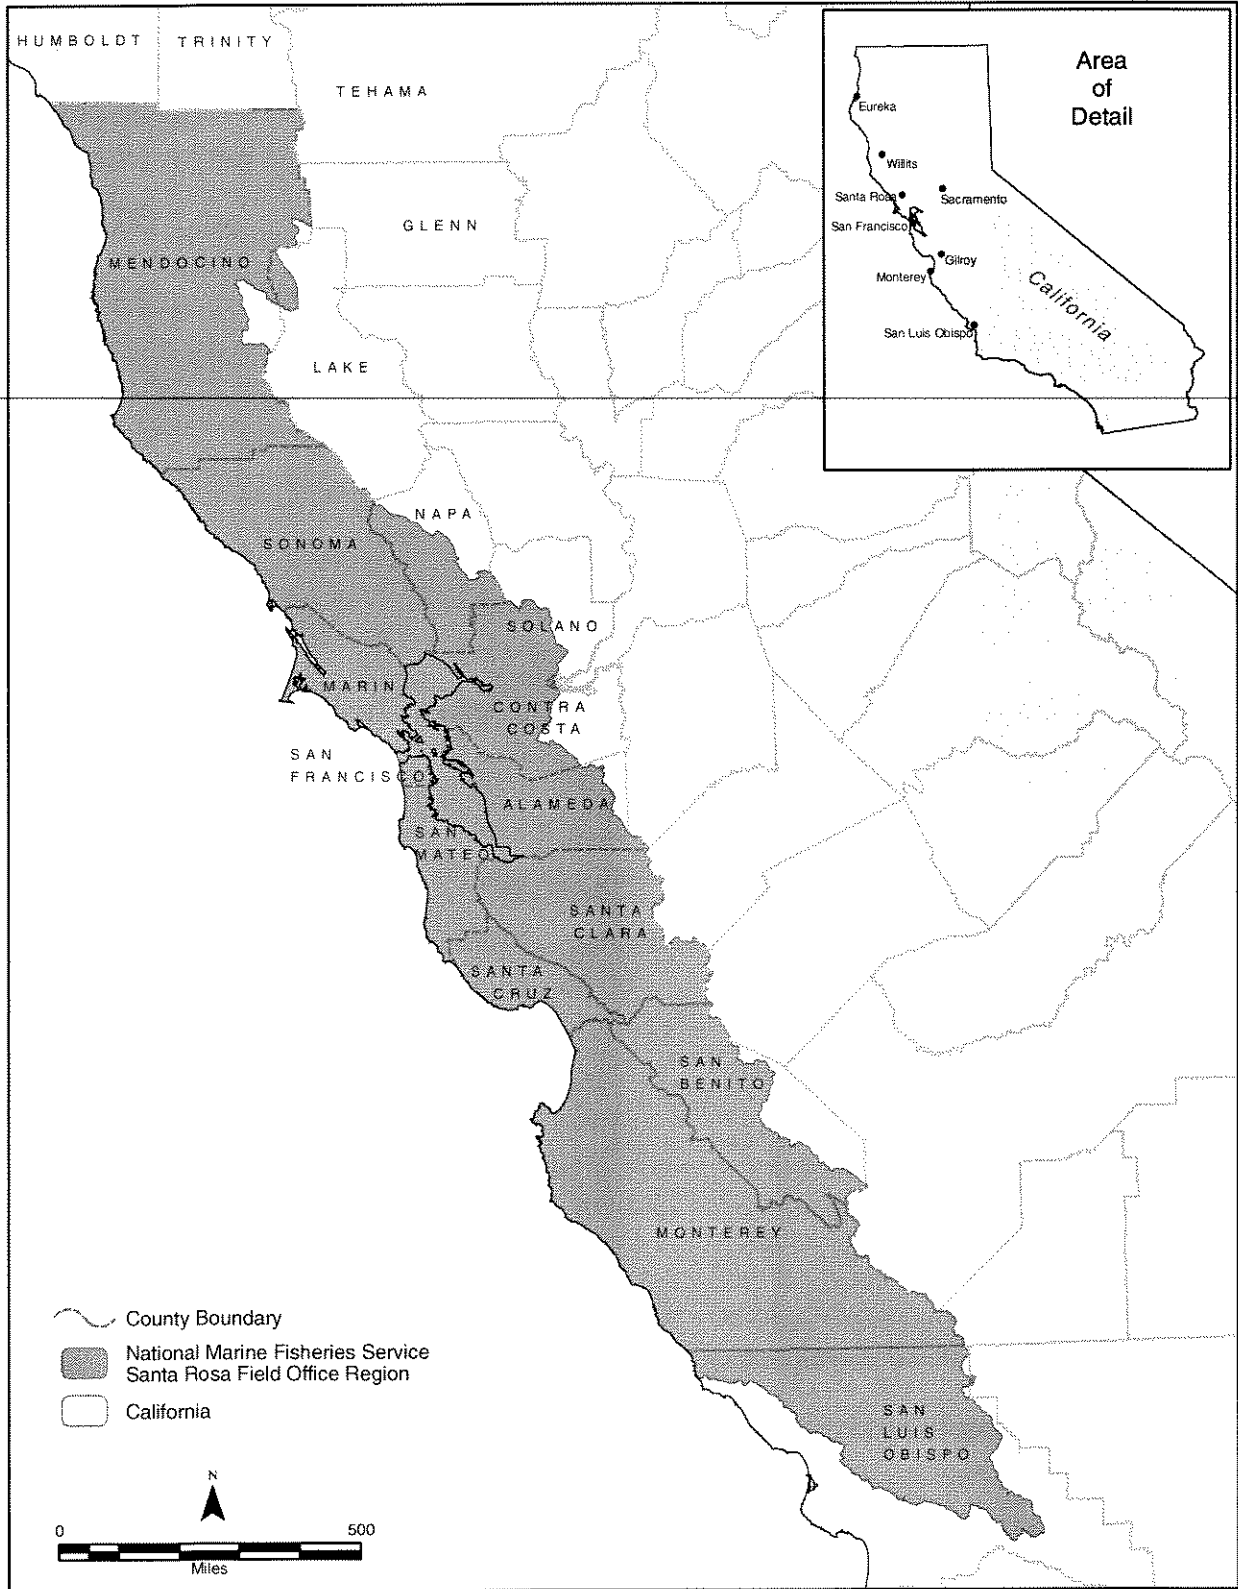 HUMBOLDT
TRINITY
TEHAMA
GLENN
MENDOCINO
LAKE
NAPA
SONOMA
SOLANO
MARIN
CONTRA
COSTA
SAN
FRANCISCO
ALAMEDA
SAN
MATEO
SANTA
CLARA
SANTA
CRUZ
SAN
BENITO
MONTEREY
SAN
LUIS
OBISPO
Area
of
Detail
Eureka
Willits
Santa Rosa
Sacramento
San Francisco
Gilroy
Monterey
California
San Luis Obispo
County Boundary
National Marine Fisheries Service
Santa Rosa Field Office Region
California
N
0 500
Miles